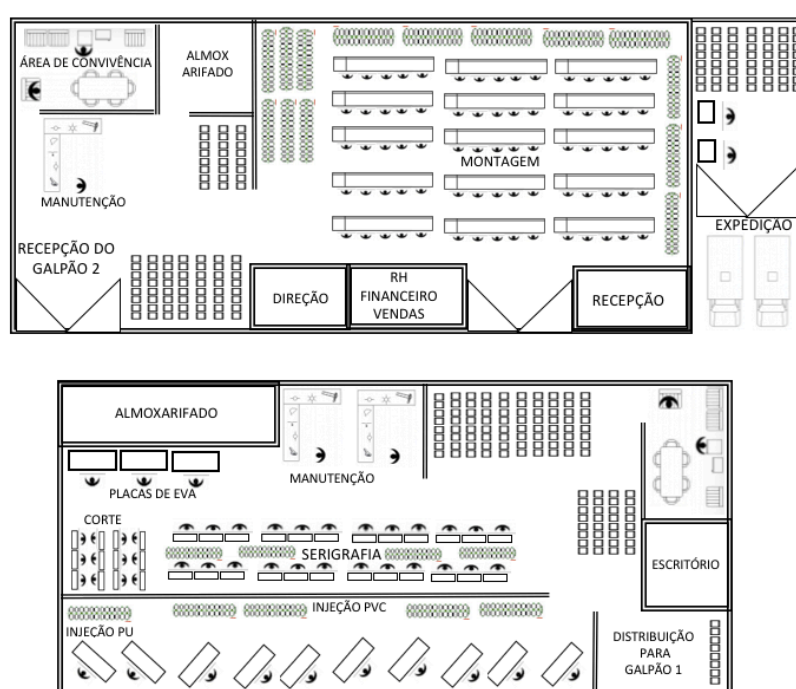 ÁREA DE CONVIVÊNCIA
ALMOX
ARIFADO
MONTAGEM
MANUTENÇÃO
EXPEDIÇÃO
RECEPÇÃO DO
GALPÃO 2
DIREÇÃO
RH
FINANCEIRO
VENDAS
RECEPÇÃO
ALMOXARIFADO
MANUTENÇÃO
PLACAS DE EVA
CORTE
SERIGRAFIA
ESCRITÓRIO
INJEÇÃO PVC
INJEÇÃO PU
DISTRIBUIÇÃO
PARA
GALPÃO 1